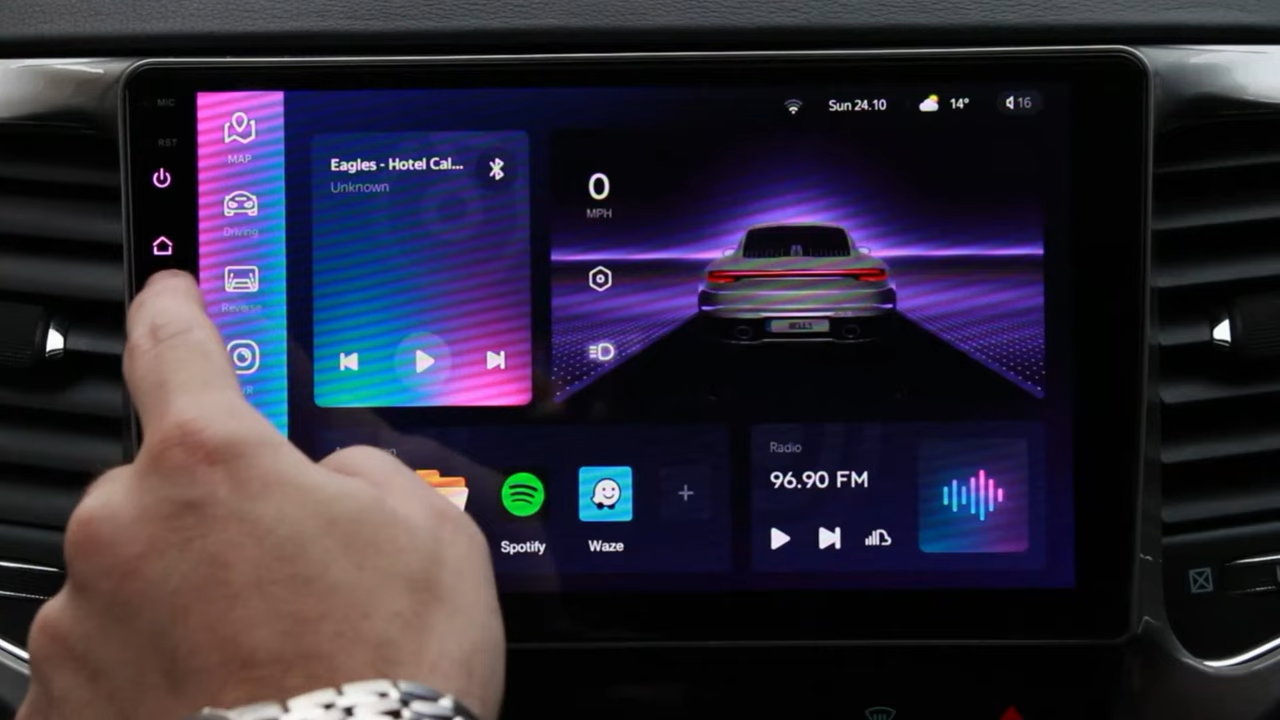 MIC
RST
MAP
Driving
Reverse
Sun 24.10
14°
16
Eagles - Hotel Cal...
Unknown
0
MPH
Spotify
Waze
Radio
96.90 FM